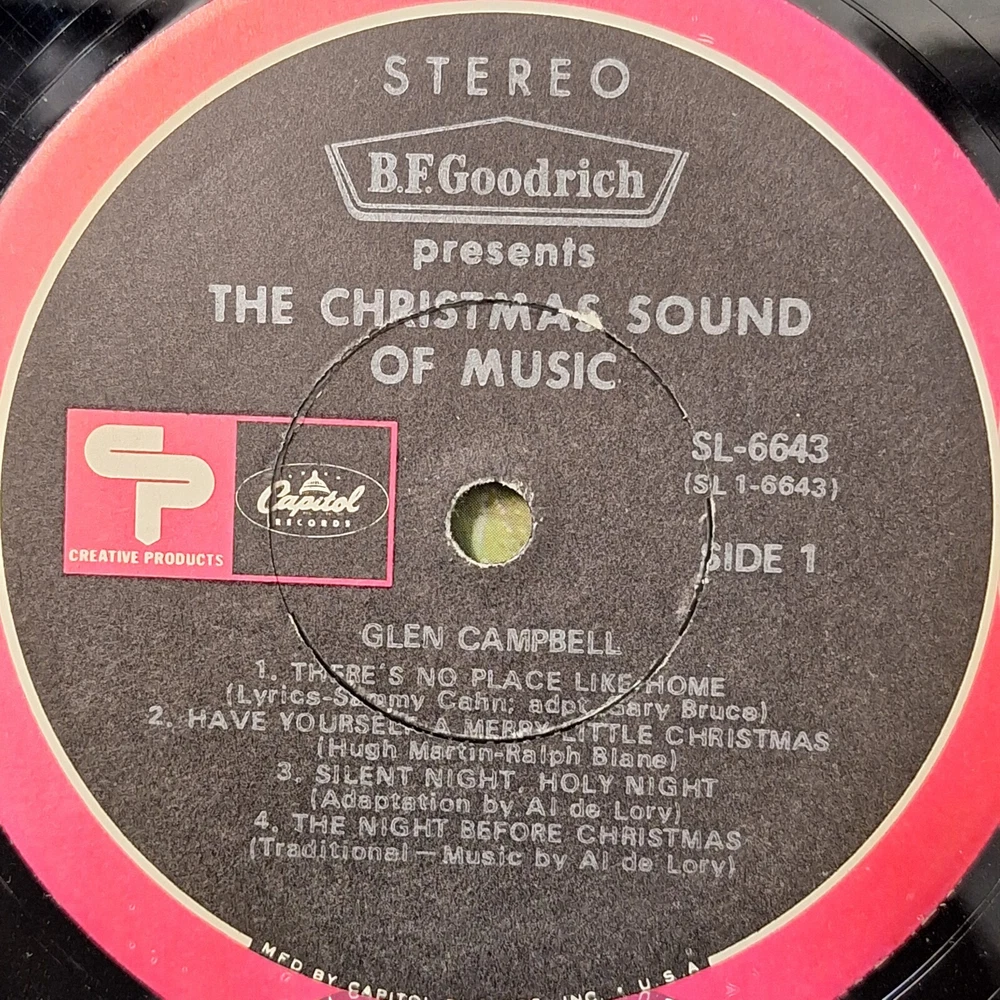 STEREO
B.F.Goodrich
presents
THE CHRISTMAS SOUND
OF MUSIC
SL-6643
(SL 1-6643)
CP
CREATIVE PRODUCTS
Capitol
RECORDS
SIDE 1
GLEN CAMPBELL
1. THERE'S NO PLACE LIKE HOME
(Lyrics-Sammy Cahn; adpt. Gary Bruce)
2. HAVE YOURSELF A MERRY LITTLE CHRISTMAS
(Hugh Martin-Ralph Blane)
3. SILENT NIGHT, HOLY NIGHT
(Adaptation by Al de Lory)
4. THE NIGHT BEFORE CHRISTMAS
(Traditional—Music by Al de Lory)
MFD BY CAPITOL INC. • U.S.A.